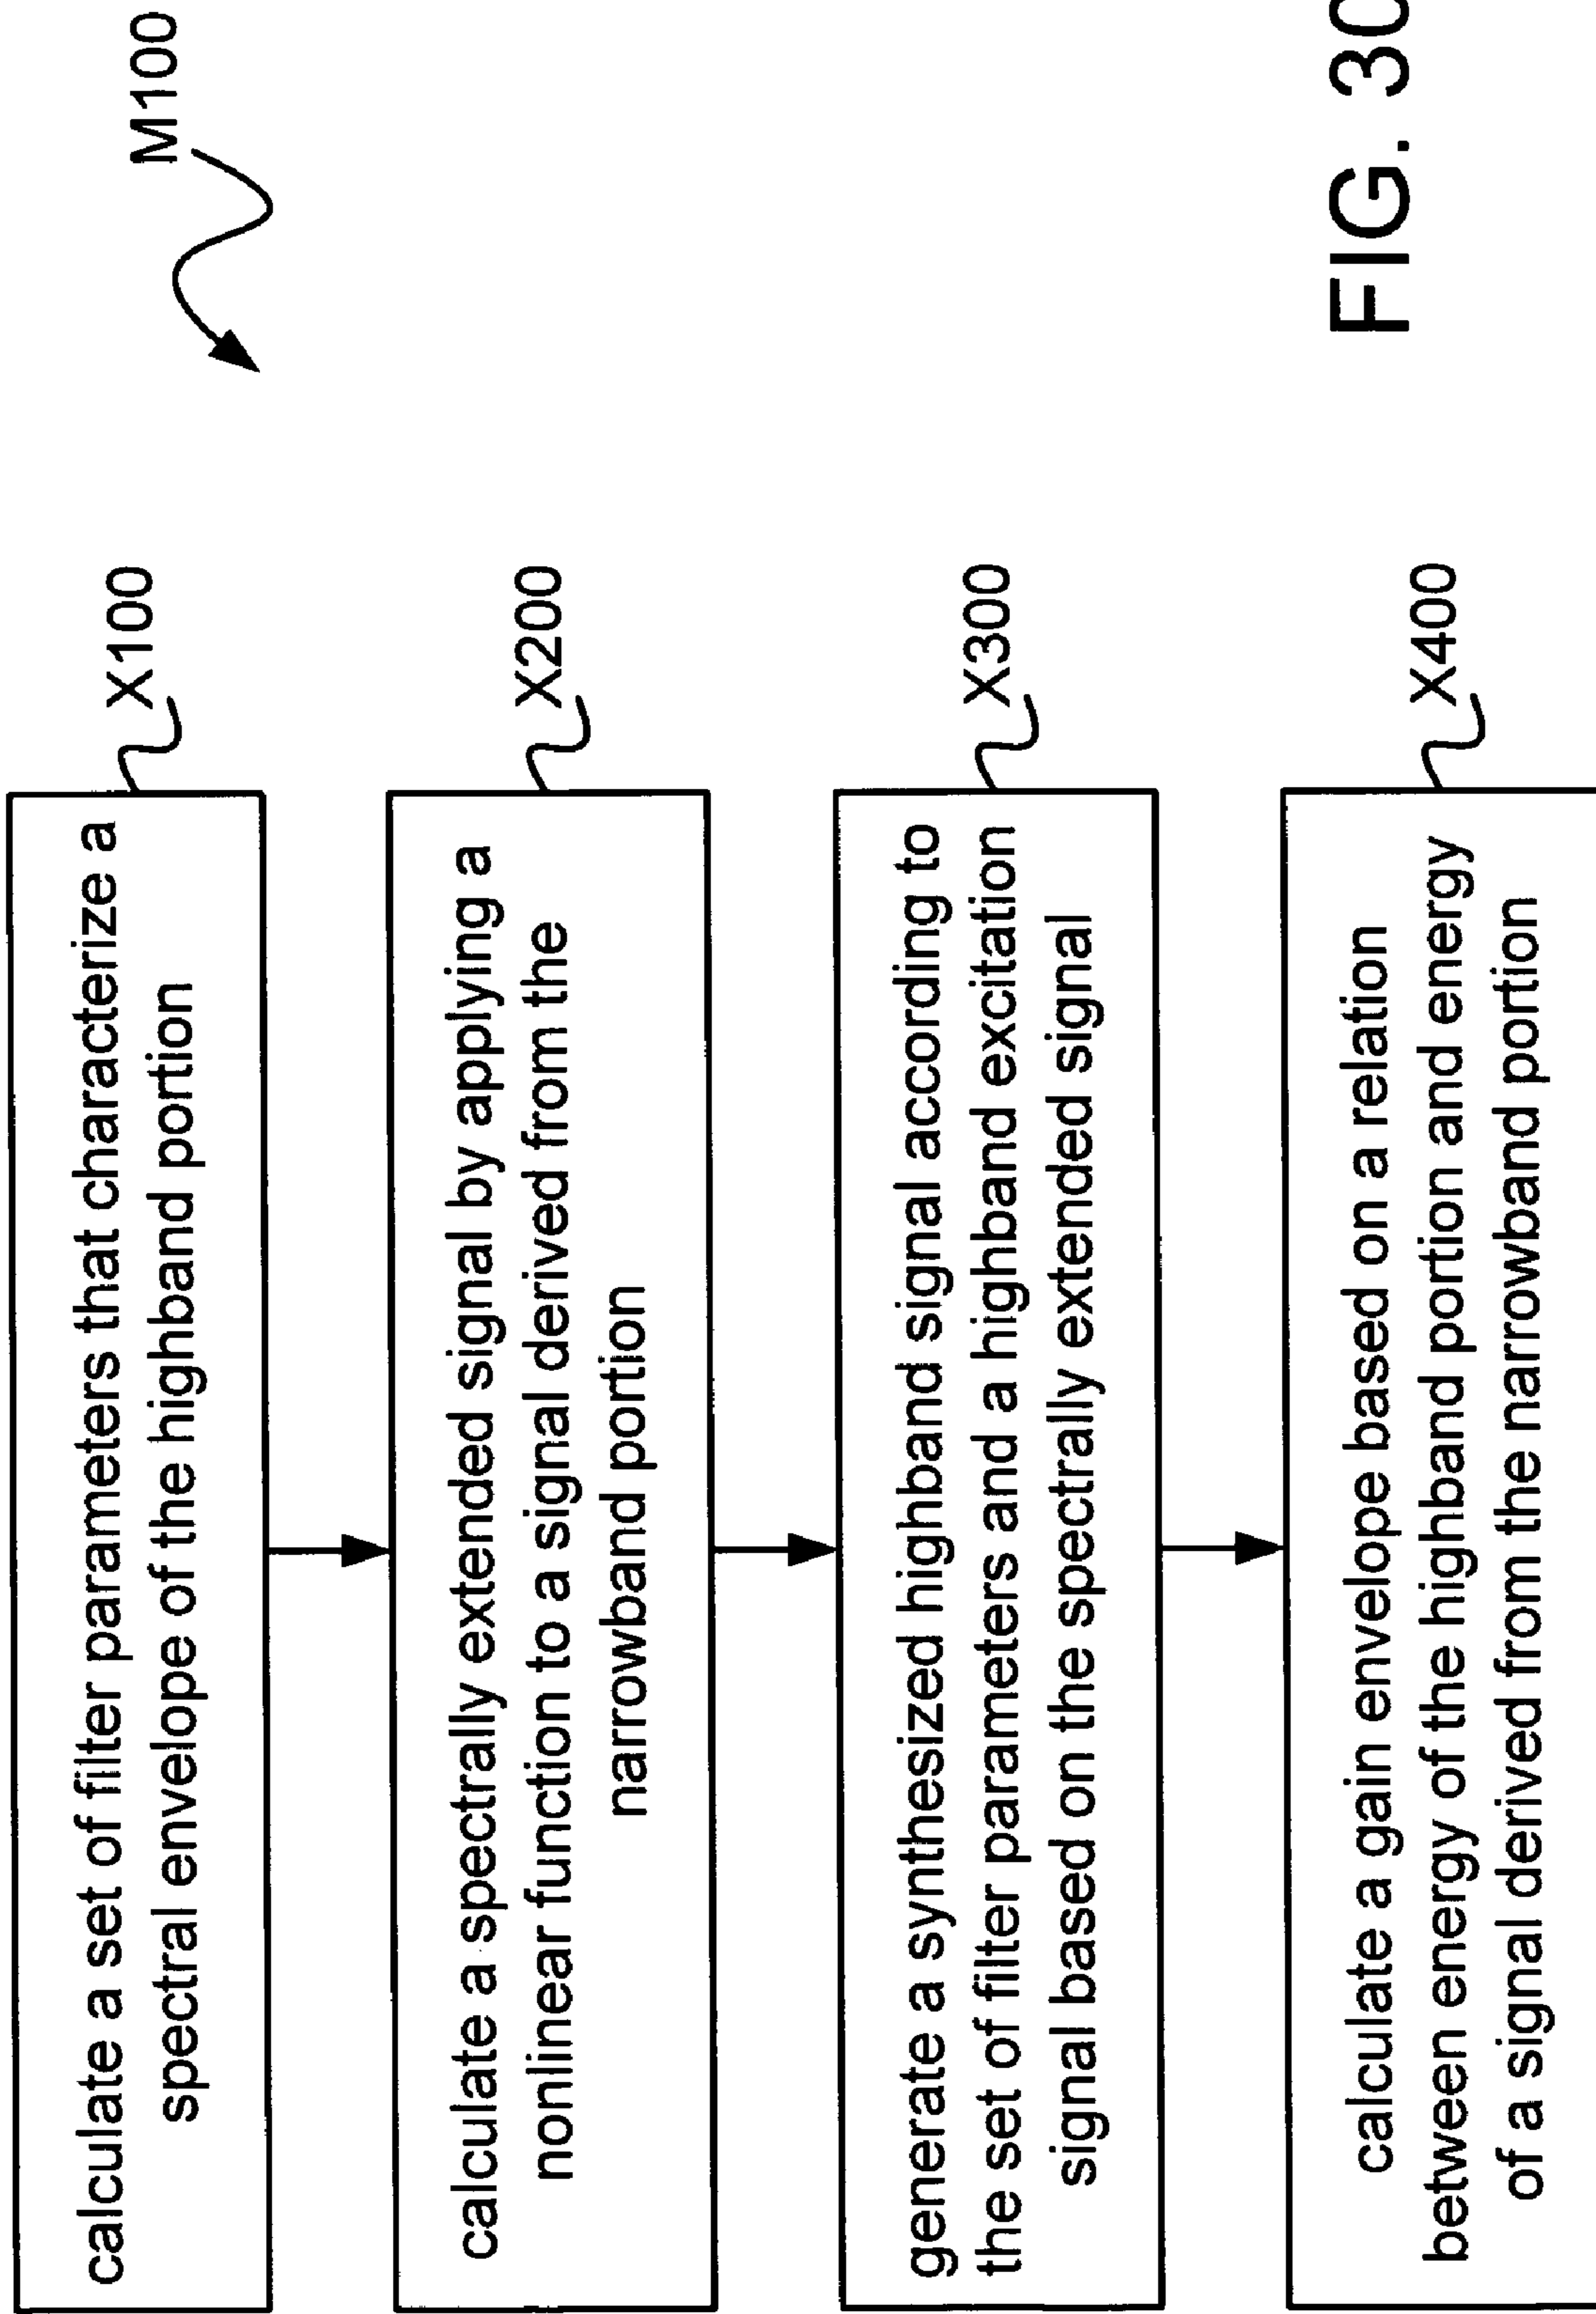 M100
calculate a set of filter parameters that characterize a
spectral envelope of the highband portion
X100
calculate a spectrally extended signal by applying a
nonlinear function to a signal derived from the
narrowband portion
X200
generate a synthesized highband signal according to
the set of filter parameters and a highband excitation
signal based on the spectrally extended signal
X300
calculate a gain envelope based on a relation
between energy of the highband portion and energy
of a signal derived from the narrowband portion
X400
FIG. 30